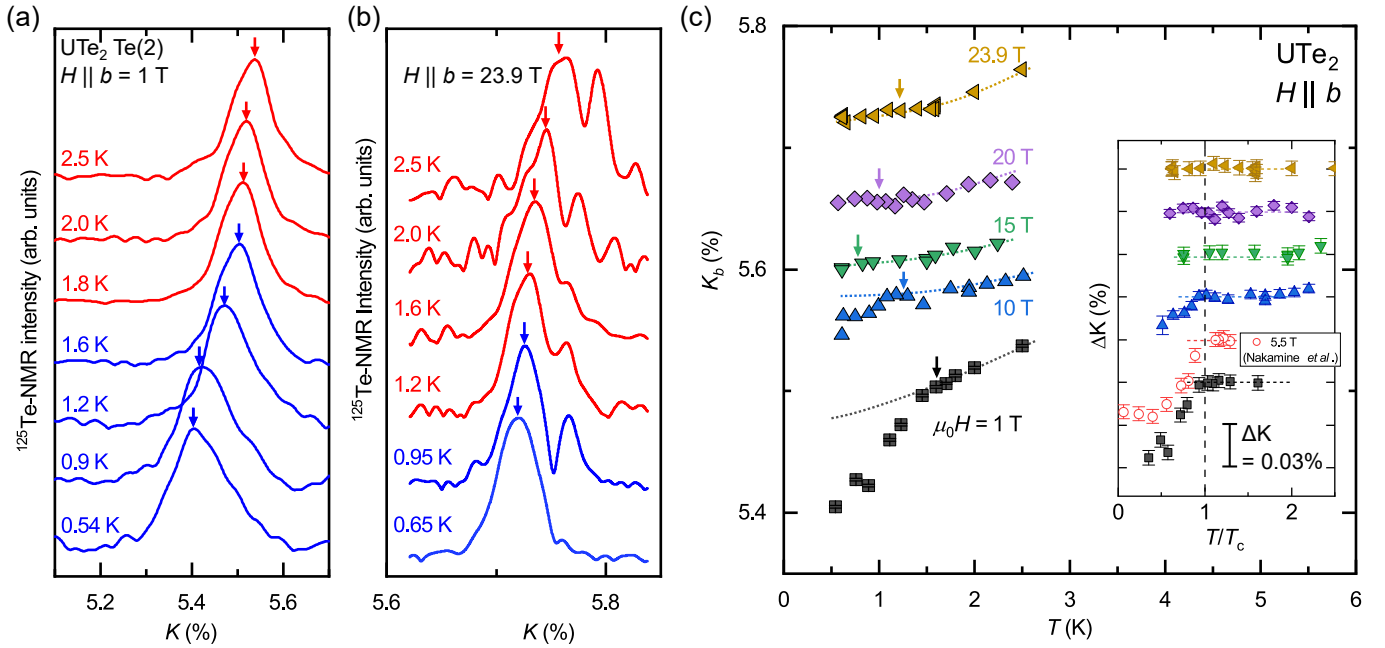 (a)
UTe₂ Te(2)
H || b = 1 T
2.5 K
2.0 K
1.8 K
1.6 K
1.2 K
0.9 K
0.54 K
¹²⁵Te-NMR intensity (arb. units)
5.2 5.4 5.6
K (%)
(b)
H || b = 23.9 T
2.5 K
2.0 K
1.6 K
1.2 K
0.95 K
0.65 K
¹²⁵Te-NMR Intensity (arb. units)
5.6 5.8
K (%)
(c)
UTe₂
H || b
23.9 T
20 T
15 T
10 T
μ₀H = 1 T
K_b (%)
5.8
5.6
5.4
0 1 2 3 4 5 6
T (K)
ΔK (%)
5.5 T
(Nakamine et al.)
ΔK
= 0.03%
0 1 2
T/T_c